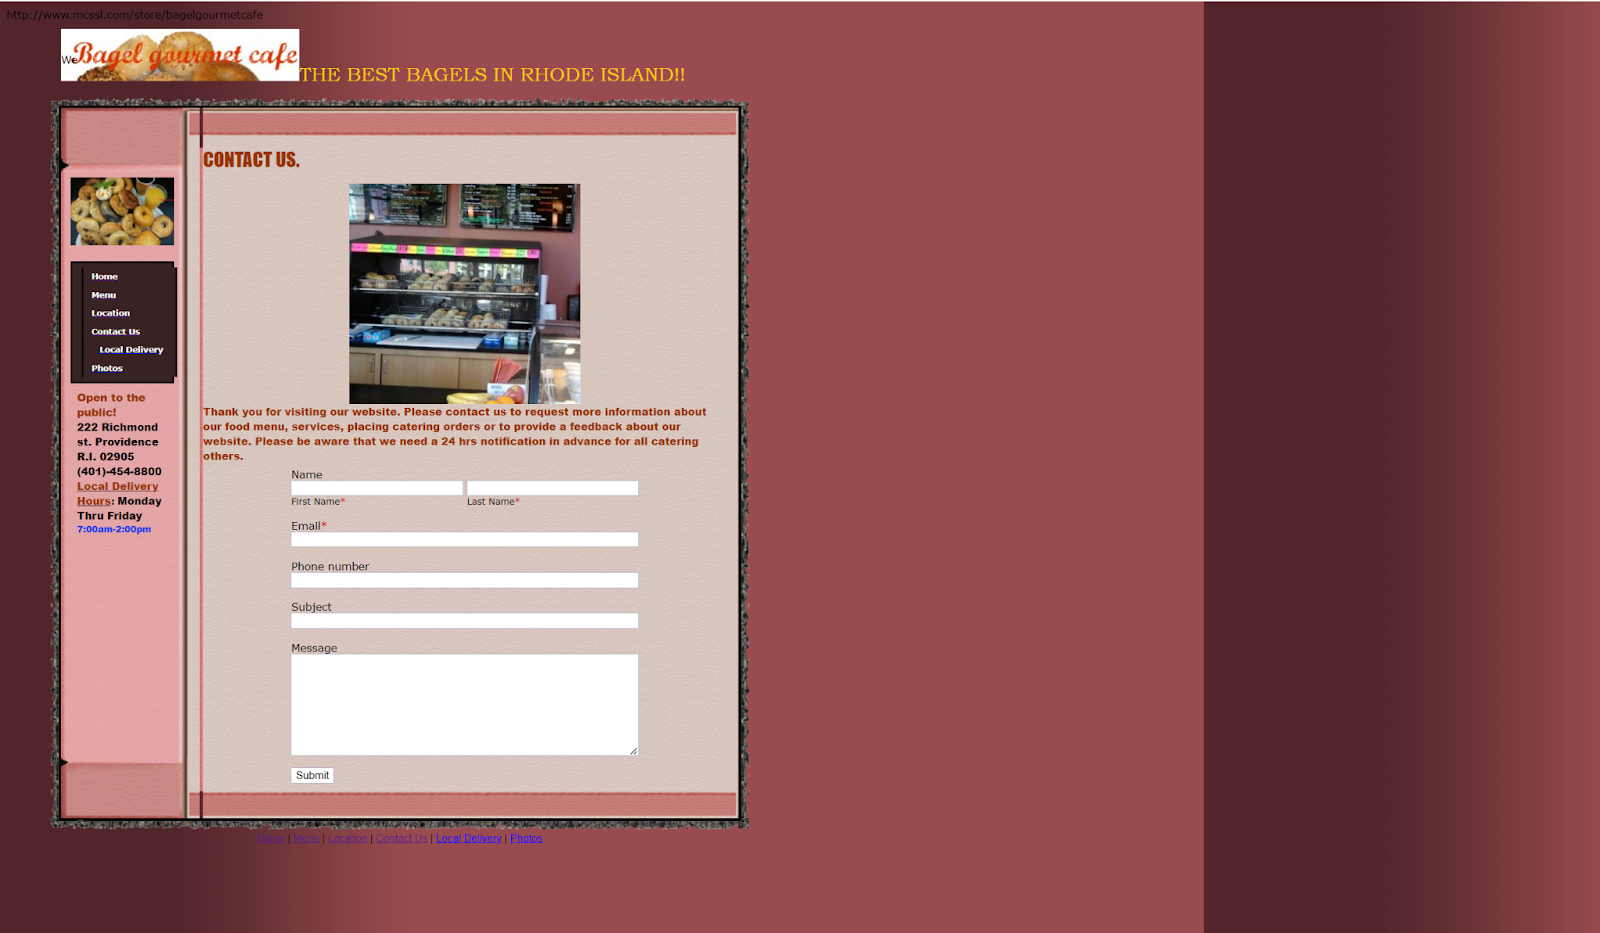 http://www.mcssl.com/store/bagelgourmetcafe
We
Bagel gourmet cafe
THE BEST BAGELS IN RHODE ISLAND!!
Home
Menu
Location
Contact Us
Local Delivery
Photos
Open to the
public!
222 Richmond
st. Providence
R.I. 02905
(401)-454-8800
Local Delivery
Hours: Monday
Thru Friday
7:00am-2:00pm
CONTACT US.
Thank you for visiting our website. Please contact us to request more information about
our food menu, services, placing catering orders or to provide a feedback about our
website. Please be aware that we need a 24 hrs notification in advance for all catering
others.
Name
First Name* Last Name*
Email*
Phone number
Subject
Message
Submit
Home | Menu | Location | Contact Us | Local Delivery | Photos